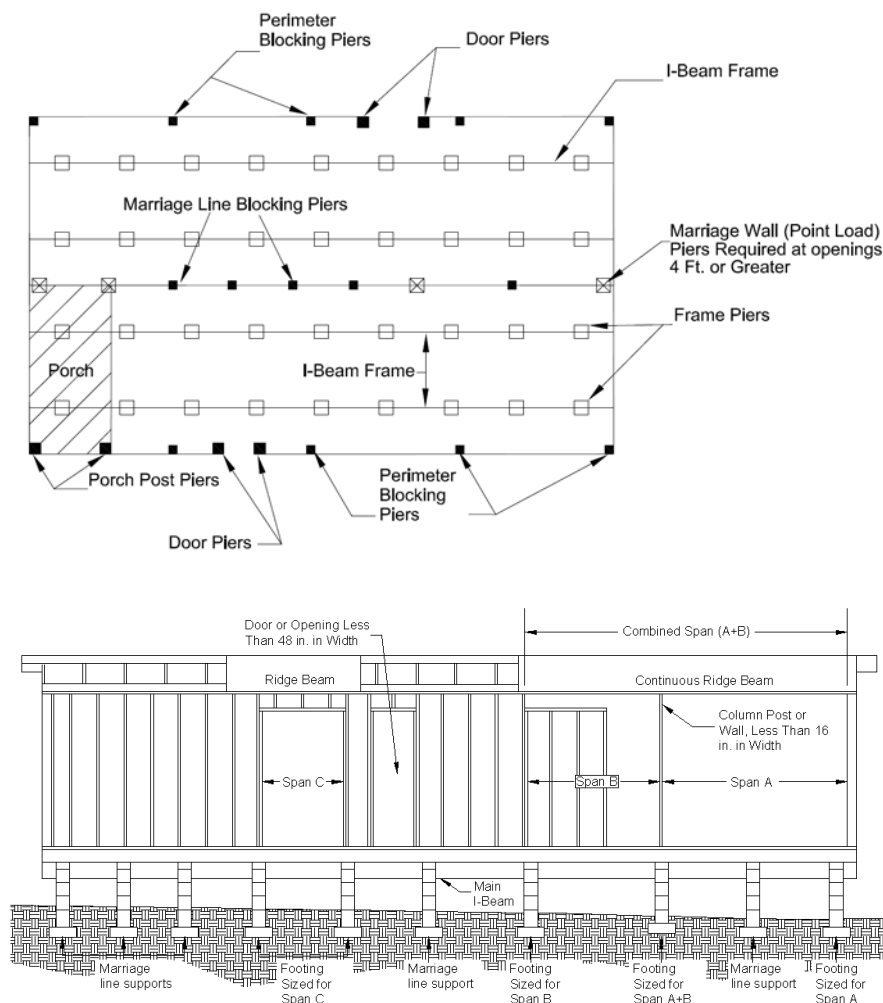 Perimeter
Blocking Piers
Door Piers
I-Beam Frame
Marriage Line Blocking Piers
Marriage Wall (Point Load)
Piers Required at openings
4 Ft. or Greater
Frame Piers
Porch
I-Beam Frame
Porch Post Piers
Perimeter
Blocking
Piers
Door Piers
Door or Opening Less
Than 48 in. in Width
Combined Span (A+B)
Ridge Beam
Continuous Ridge Beam
Column Post or
Wall, Less Than 16
in. in Width
Span C
Span B
Span A
Main
I-Beam
Marriage
line supports
Footing
Sized for
Span C
Marriage
line support
Footing
Sized for
Span B
Footing
Sized for
Span A+B
Marriage
line support
Footing
Sized for
Span A